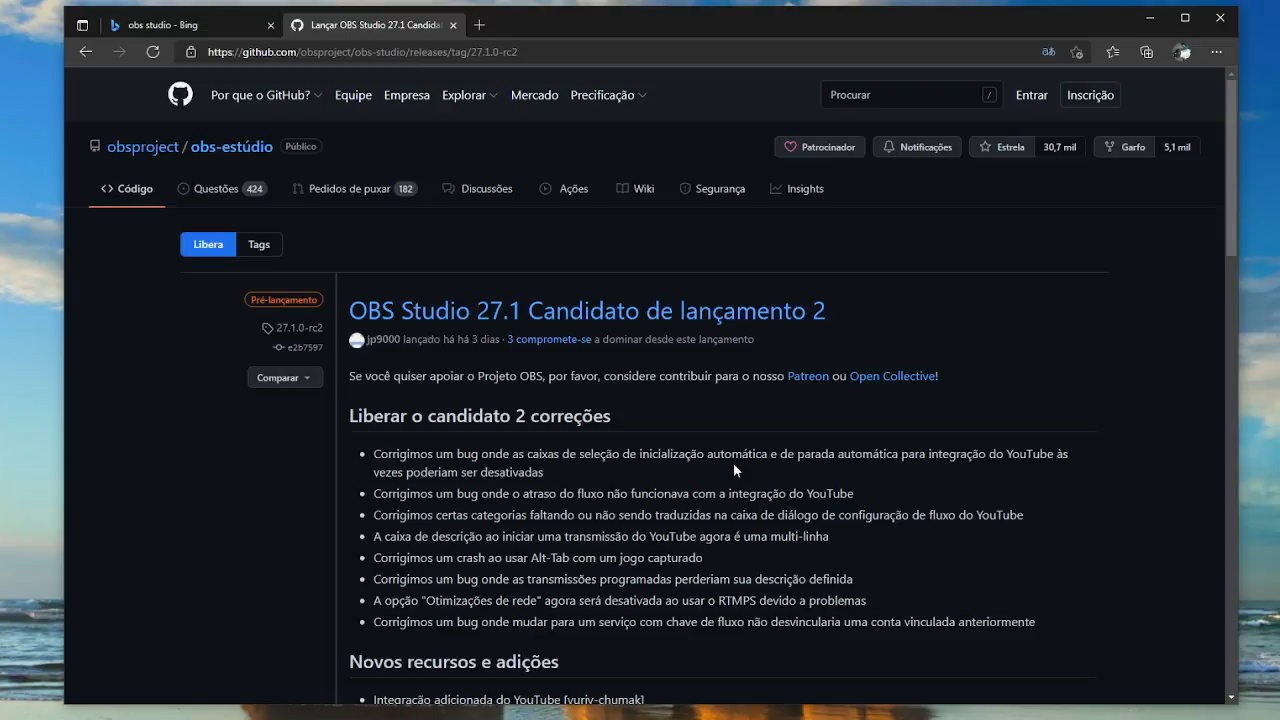 obs studio - Bing
Lançar OBS Studio 27.1 Candida
https://github.com/obsproject/obs-studio/releases/tag/27.1.0-rc2
Por que o GitHub?
Equipe
Empresa
Explorar
Mercado
Precificação
Procurar
/
Entrar
Inscrição
obsproject / obs-estúdio
Público
Patrocinador
Notificações
Estrela
30,7 mil
Garfo
5,1 mil
Código
Questões 424
Pedidos de puxar 182
Discussões
Ações
Wiki
Segurança
Insights
Libera
Tags
Pré-lançamento
27.1.0-rc2
e2b7597
Comparar
OBS Studio 27.1 Candidato de lançamento 2
jp9000 lançado há há 3 dias · 3 compromete-se a dominar desde este lançamento
Se você quiser apoiar o Projeto OBS, por favor, considere contribuir para o nosso Patreon ou Open Collective!
Liberar o candidato 2 correções
• Corrigimos um bug onde as caixas de seleção de inicialização automática e de parada automática para integração do YouTube às
vezes poderiam ser desativadas
• Corrigimos um bug onde o atraso do fluxo não funcionava com a integração do YouTube
• Corrigimos certas categorias faltando ou não sendo traduzidas na caixa de diálogo de configuração de fluxo do YouTube
• A caixa de descrição ao iniciar uma transmissão do YouTube agora é uma multi-linha
• Corrigimos um crash ao usar Alt-Tab com um jogo capturado
• Corrigimos um bug onde as transmissões programadas perderiam sua descrição definida
• A opção "Otimizações de rede" agora será desativada ao usar o RTMPS devido a problemas
• Corrigimos um bug onde mudar para um serviço com chave de fluxo não desvincularia uma conta vinculada anteriormente
Novos recursos e adições
• Integração adicionada do YouTube [yuriy-chumak]